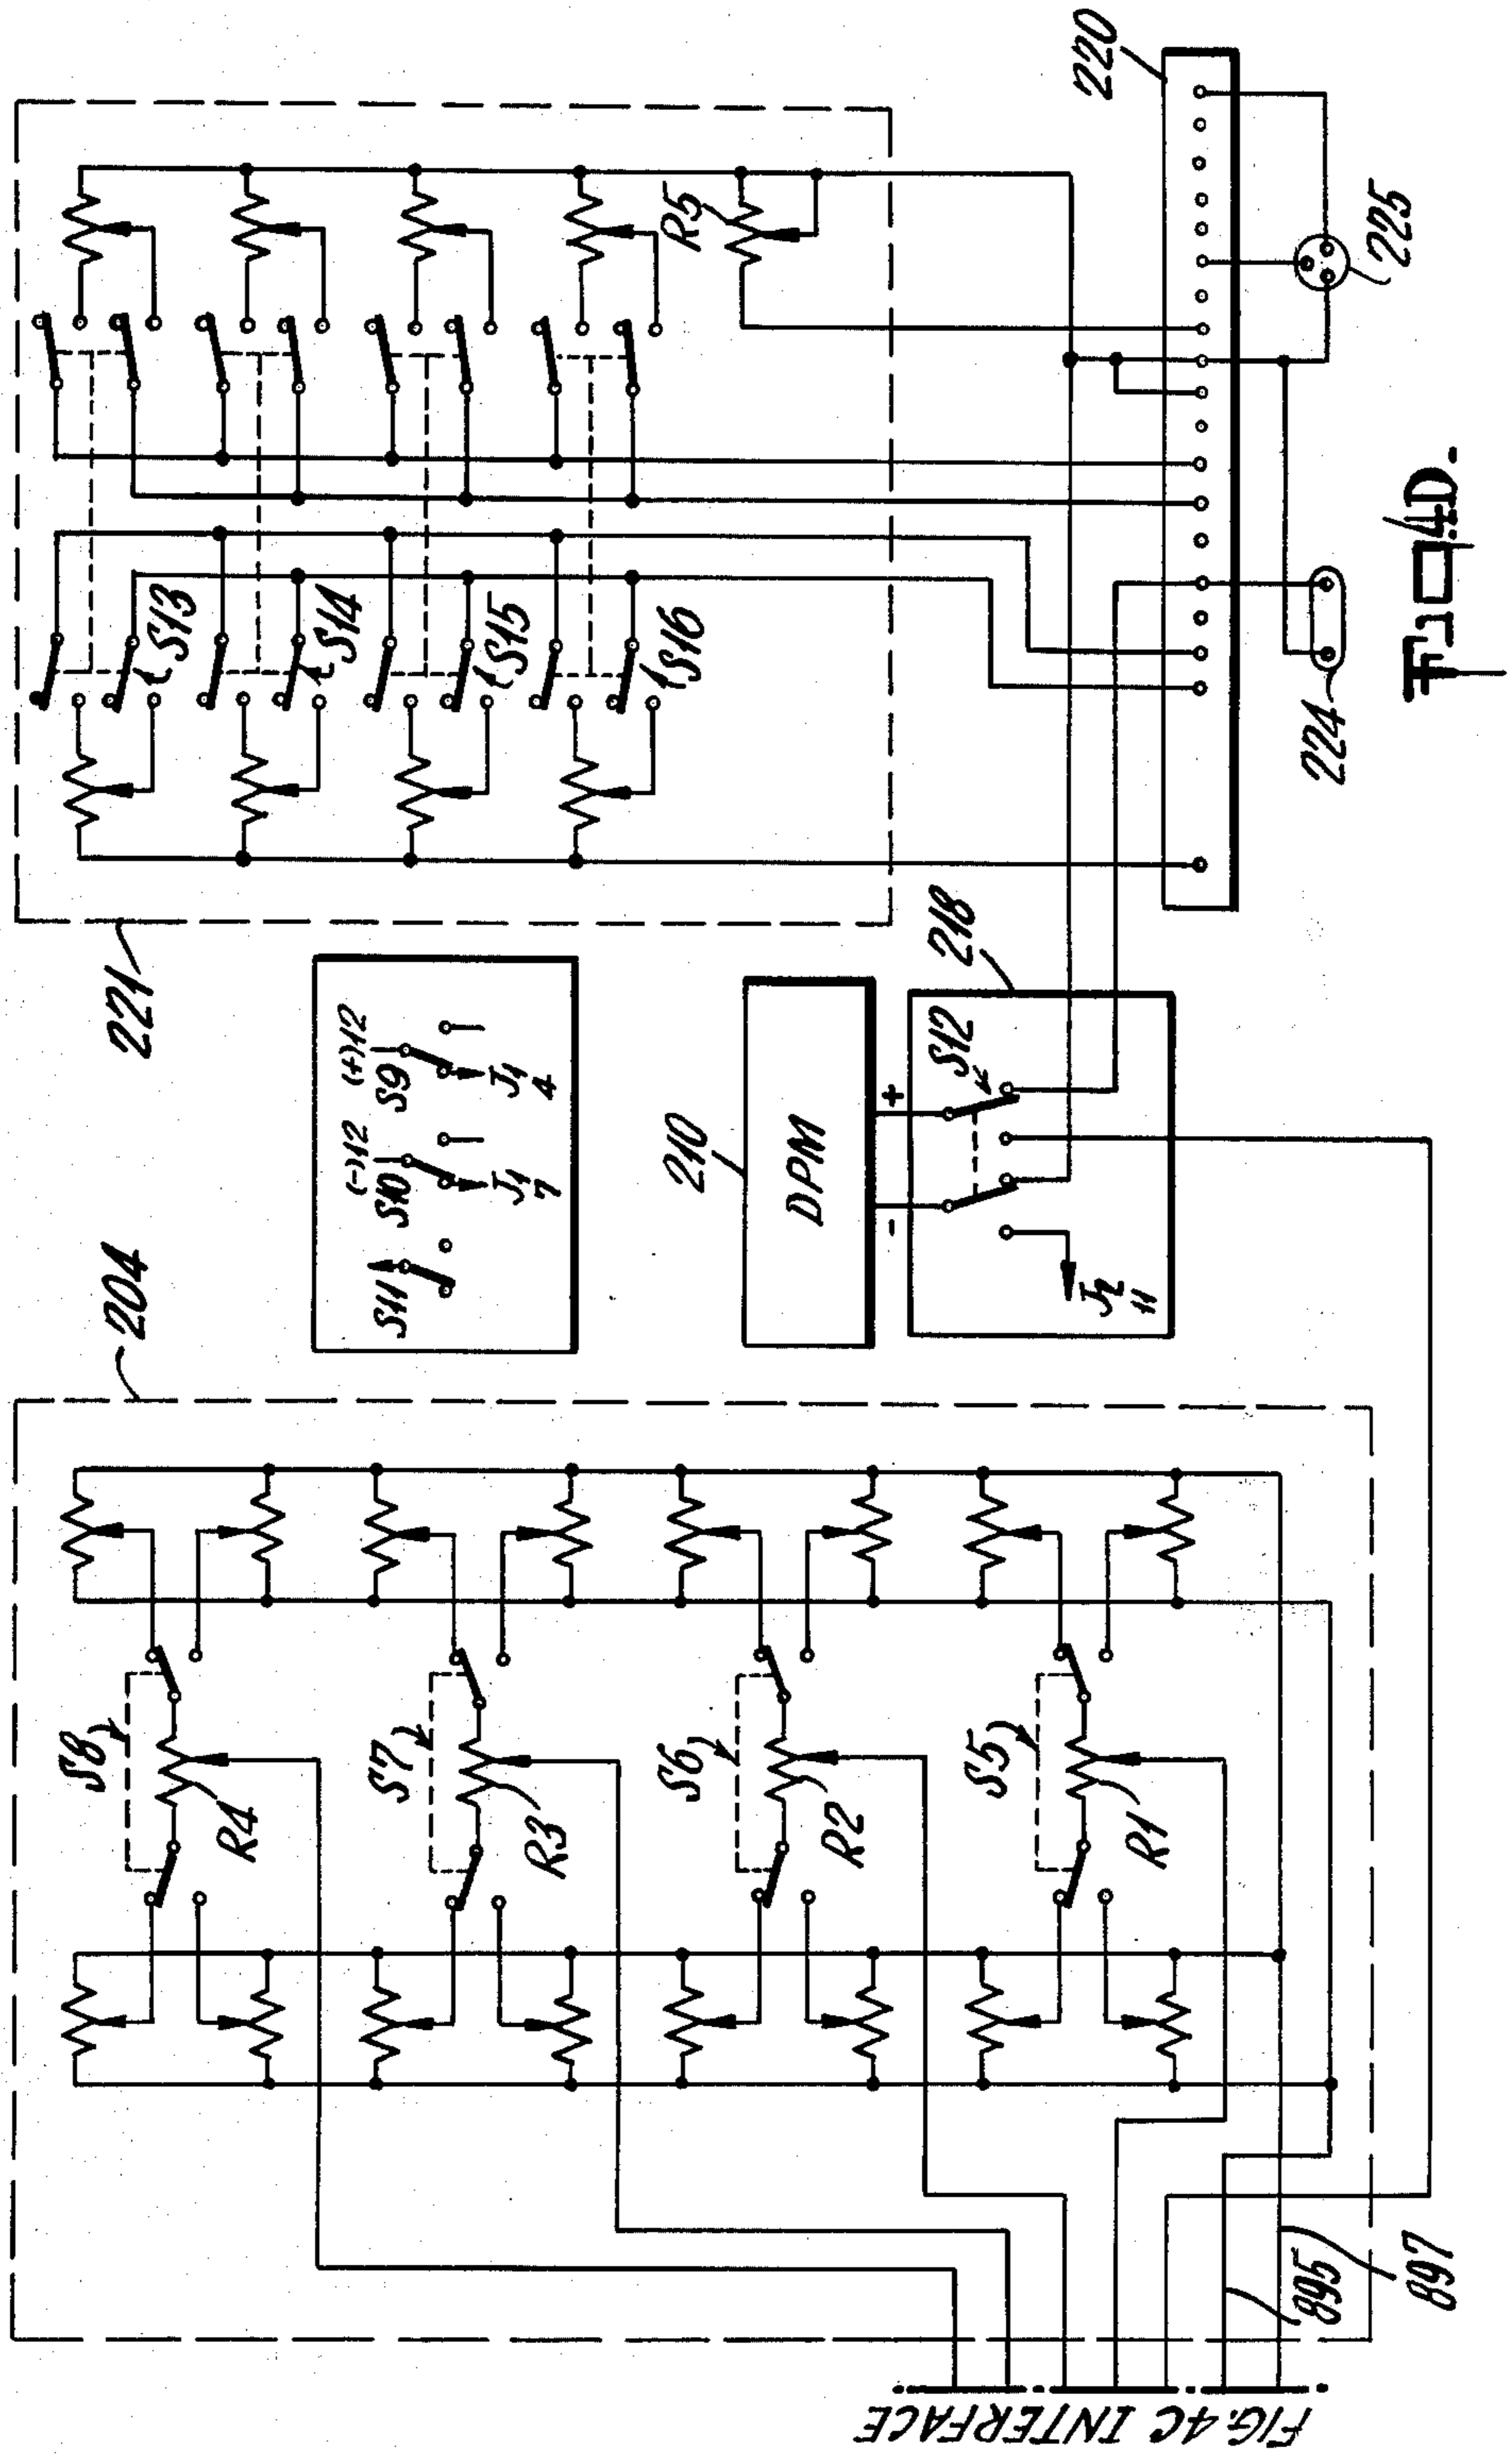 204
S8
R4
S7
R3
S6
R2
S5
R1
895
897
FIG. 4C INTERFACE
S11
(-)12
S10
J1
7
(+)12
S9
J1
4
210
DPM
-
+
218
S12
J2
11
221
S13
S14
S15
S16
R5
220
224
225
Fig. 4D.